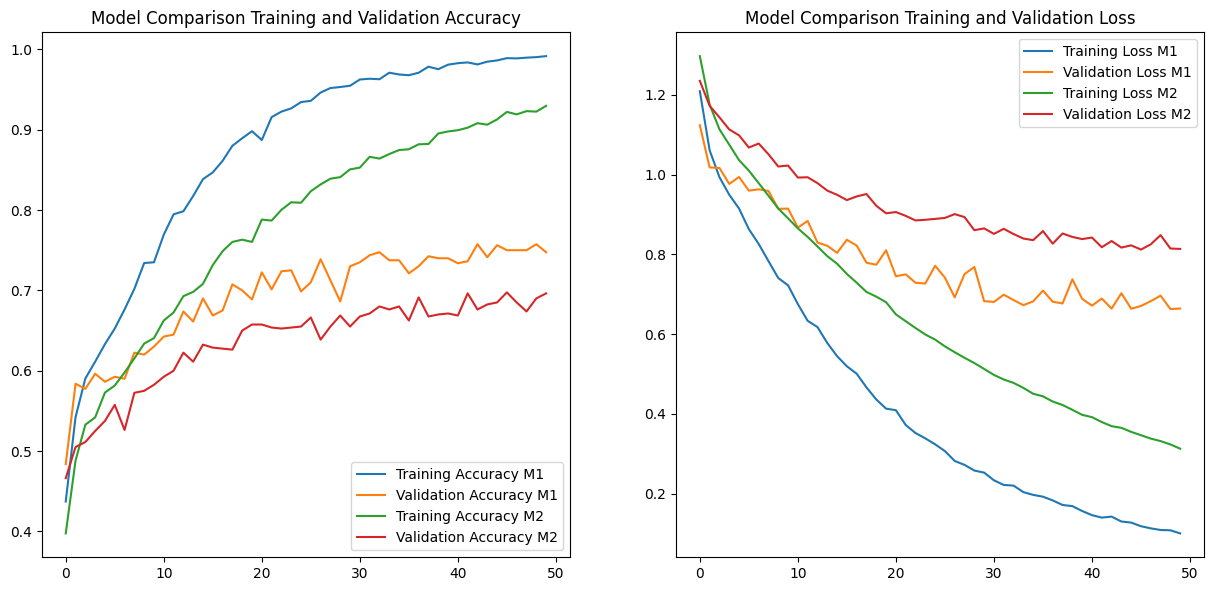 Model Comparison Training and Validation Accuracy
1.0
0.9
0.8
0.7
0.6
0.5
0.4
0
10
20
30
40
50
Training Accuracy M1
Validation Accuracy M1
Training Accuracy M2
Validation Accuracy M2
Model Comparison Training and Validation Loss
1.2
1.0
0.8
0.6
0.4
0.2
0
10
20
30
40
50
Training Loss M1
Validation Loss M1
Training Loss M2
Validation Loss M2